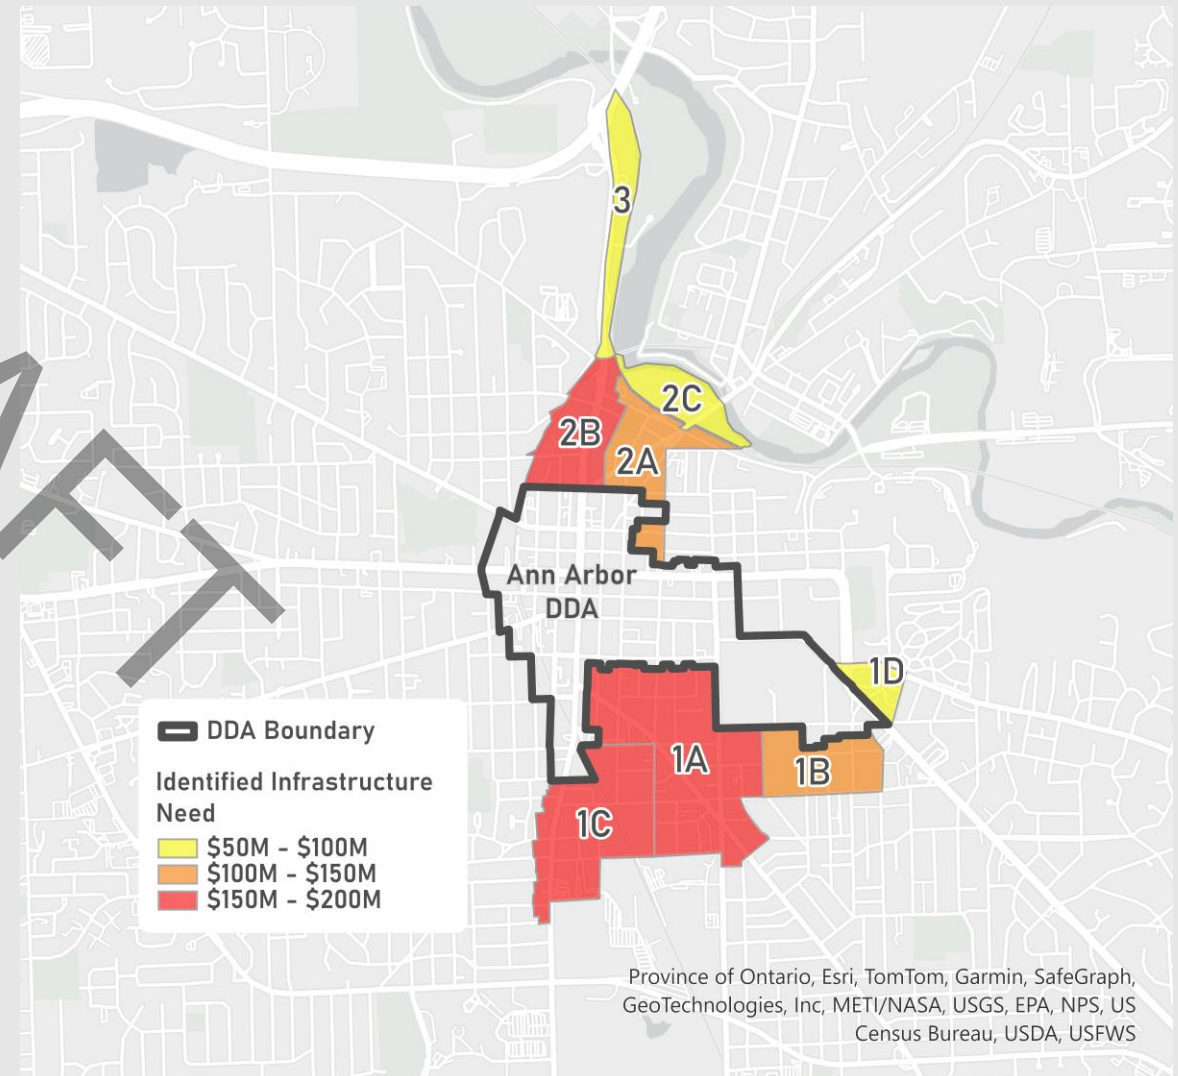 3
2C
2B
2A
Ann Arbor
DDA
1D
1A
1B
1C
DDA Boundary
Identified Infrastructure
Need
$50M - $100M
$100M - $150M
$150M - $200M
Province of Ontario, Esri, TomTom, Garmin, SafeGraph,
GeoTechnologies, Inc, METI/NASA, USGS, EPA, NPS, US
Census Bureau, USDA, USFWS